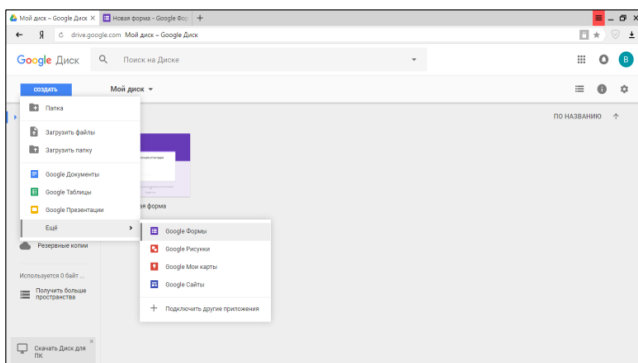 Мой диск – Google Диск
Новая форма - Google Фо
drive.google.com Мой диск – Google Диск
Google Диск
Поиск на Диске
В
СОЗДАТЬ
Мой диск
Папка
ПО НАЗВАНИЮ
Загрузить файлы
Загрузить папку
Google Документы
Google Таблицы
Google Презентации
ая форма
Ещё
Google Формы
Резервные копии
Google Рисунки
Google Мои карты
Используется 0 байт ...
Google Сайты
Получить больше
пространства
Подключить другие приложения
Скачать Диск для
ПК